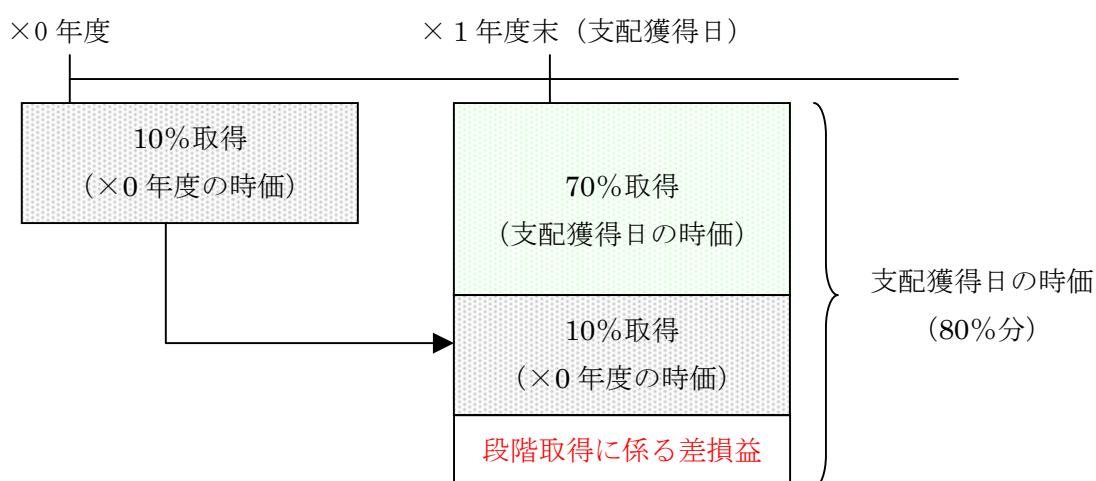 ×0 年度
×１年度末（支配獲得日）
10％取得
（×0 年度の時価）
70％取得
（支配獲得日の時価）
10％取得
（×0 年度の時価）
段階取得に係る差損益
支配獲得日の時価
（80％分）